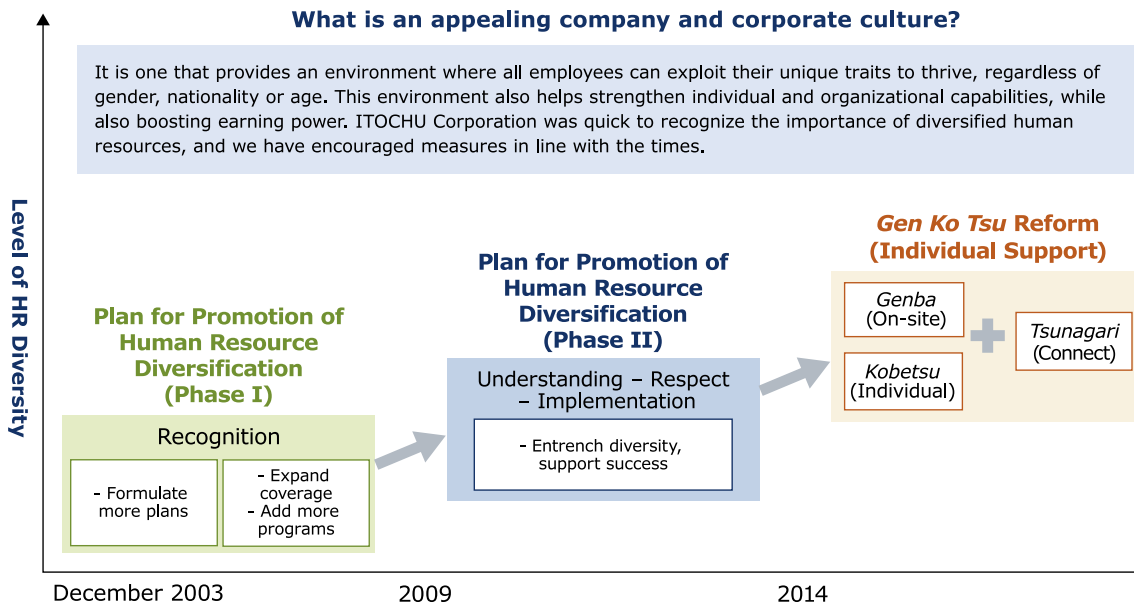 What is an appealing company and corporate culture?
It is one that provides an environment where all employees can exploit their unique traits to thrive, regardless of
gender, nationality or age. This environment also helps strengthen individual and organizational capabilities, while
also boosting earning power. ITOCHU Corporation was quick to recognize the importance of diversified human
resources, and we have encouraged measures in line with the times.
Level of HR Diversity
Plan for Promotion of
Human Resource
Diversification
(Phase I)
Recognition
- Formulate
more plans
- Expand
coverage
- Add more
programs
Plan for Promotion of
Human Resource
Diversification
(Phase II)
Understanding – Respect
– Implementation
- Entrench diversity,
support success
Gen Ko Tsu Reform
(Individual Support)
Genba
(On-site)
Kobetsu
(Individual)
Tsunagari
(Connect)
December 2003
2009
2014